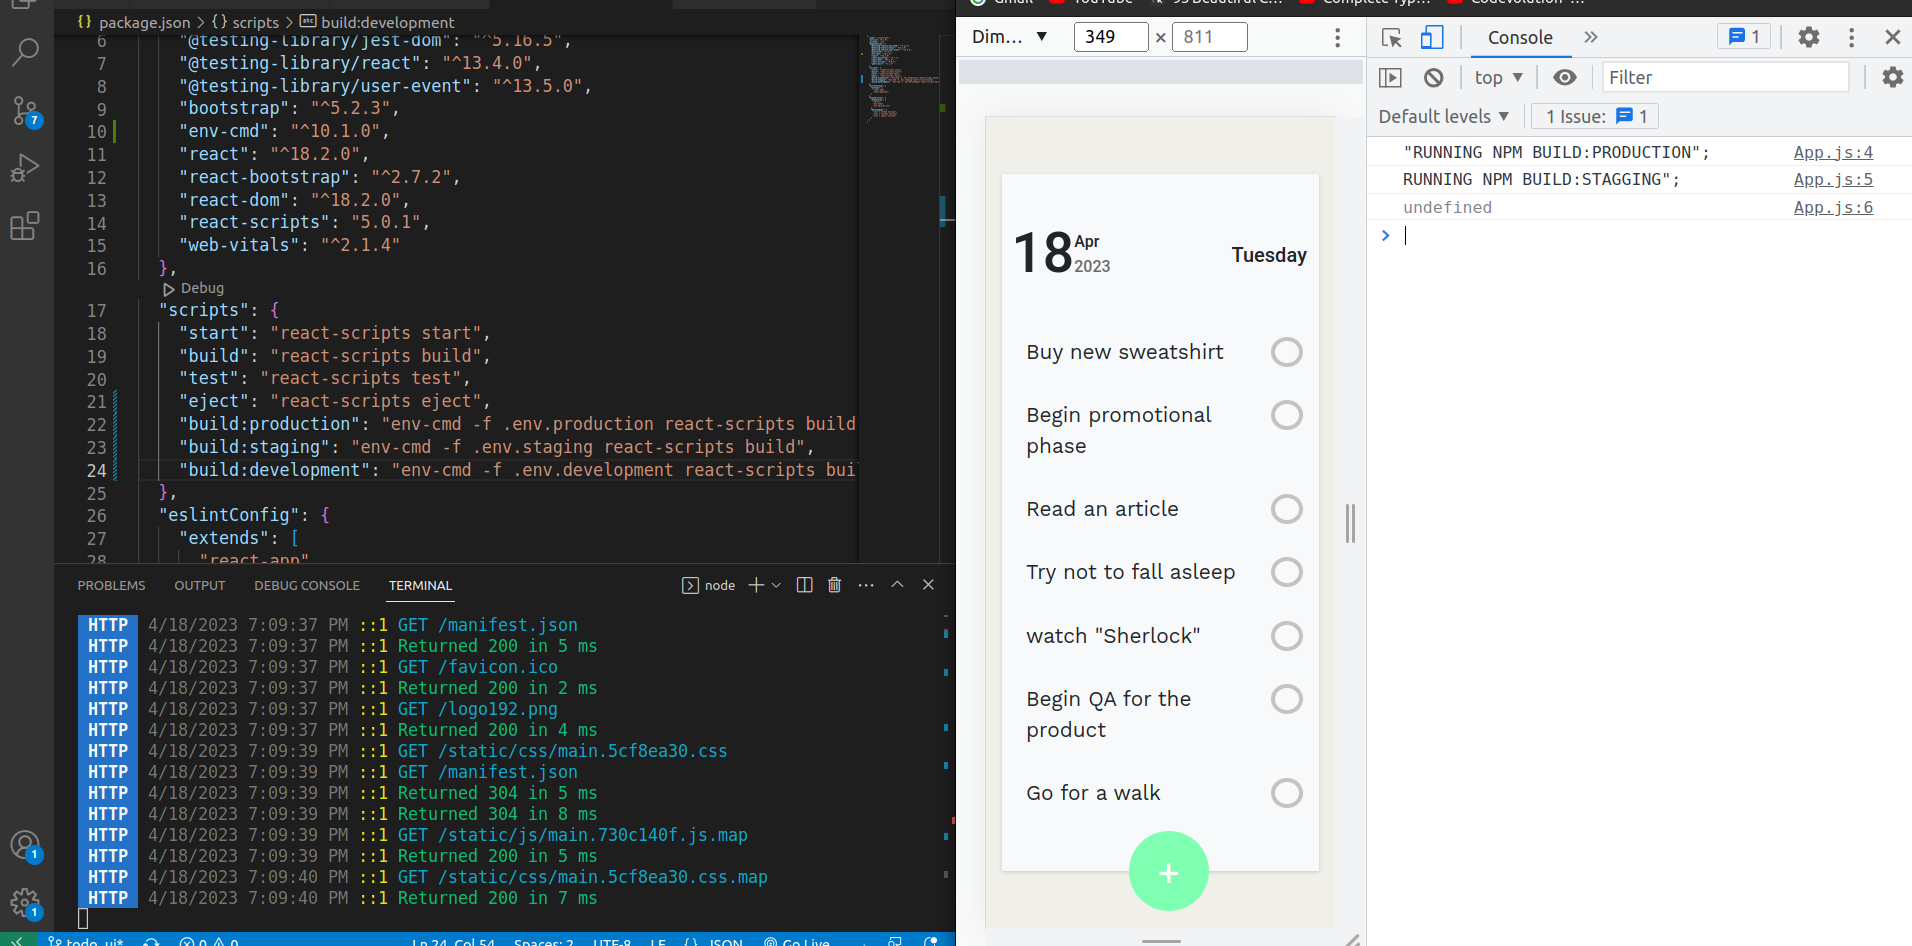 package.json > {} scripts > build:development
6 "@testing-library/jest-dom": "^5.16.5",
7 "@testing-library/react": "^13.4.0",
8 "@testing-library/user-event": "^13.5.0",
9 "bootstrap": "^5.2.3",
10 "env-cmd": "^10.1.0",
11 "react": "^18.2.0",
12 "react-bootstrap": "^2.7.2",
13 "react-dom": "^18.2.0",
14 "react-scripts": "5.0.1",
15 "web-vitals": "^2.1.4"
16 },
Debug
17 "scripts": {
18 "start": "react-scripts start",
19 "build": "react-scripts build",
20 "test": "react-scripts test",
21 "eject": "react-scripts eject",
22 "build:production": "env-cmd -f .env.production react-scripts build
23 "build:staging": "env-cmd -f .env.staging react-scripts build",
24 "build:development": "env-cmd -f .env.development react-scripts bui
25 },
26 "eslintConfig": {
27 "extends": [
28 "react-app"
7
1
1
PROBLEMS OUTPUT DEBUG CONSOLE TERMINAL node
HTTP 4/18/2023 7:09:37 PM ::1 GET /manifest.json
HTTP 4/18/2023 7:09:37 PM ::1 Returned 200 in 5 ms
HTTP 4/18/2023 7:09:37 PM ::1 GET /favicon.ico
HTTP 4/18/2023 7:09:37 PM ::1 Returned 200 in 2 ms
HTTP 4/18/2023 7:09:37 PM ::1 GET /logo192.png
HTTP 4/18/2023 7:09:37 PM ::1 Returned 200 in 4 ms
HTTP 4/18/2023 7:09:39 PM ::1 GET /static/css/main.5cf8ea30.css
HTTP 4/18/2023 7:09:39 PM ::1 GET /manifest.json
HTTP 4/18/2023 7:09:39 PM ::1 Returned 304 in 5 ms
HTTP 4/18/2023 7:09:39 PM ::1 Returned 304 in 8 ms
HTTP 4/18/2023 7:09:39 PM ::1 GET /static/js/main.730c140f.js.map
HTTP 4/18/2023 7:09:39 PM ::1 Returned 200 in 5 ms
HTTP 4/18/2023 7:09:40 PM ::1 GET /static/css/main.5cf8ea30.css.map
HTTP 4/18/2023 7:09:40 PM ::1 Returned 200 in 7 ms
todo_ui* 0 0 Ln 24, Col 54 Spaces: 2 UTF-8 LF {} JSON Go Live
Gmail YouTube
Dim... 349 × 811
18 Apr
2023
Tuesday
Buy new sweatshirt
Begin promotional
phase
Read an article
Try not to fall asleep
watch "Sherlock"
Begin QA for the
product
Go for a walk
+
Console 1
top Filter
Default levels 1 Issue: 1
"RUNNING NPM BUILD:PRODUCTION"; App.js:4
RUNNING NPM BUILD:STAGGING"; App.js:5
undefined App.js:6